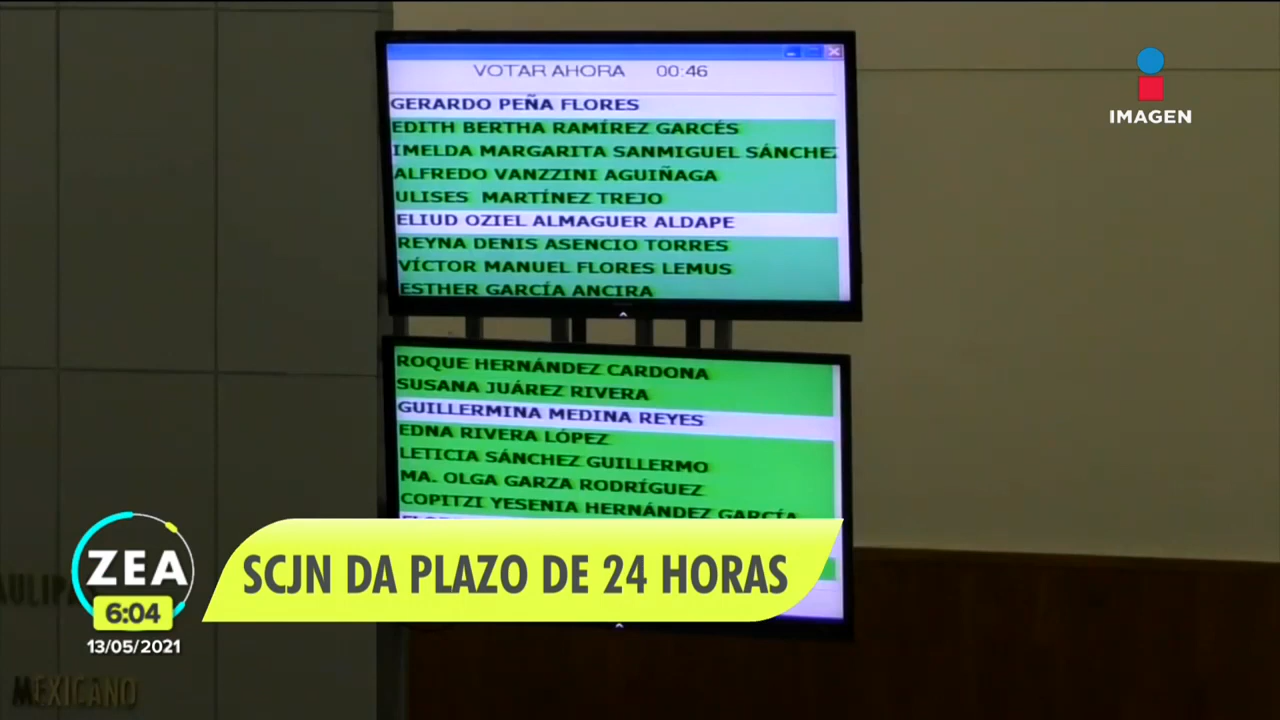 VOTAR AHORA 00:46
GERARDO PEÑA FLORES
EDITH BERTHA RAMÍREZ GARCÉS
IMELDA MARGARITA SANMIGUEL SÁNCHEZ
ALFREDO VANZZINI AGUIÑAGA
ULISES MARTÍNEZ TREJO
ELIUD OZIEL ALMAGUER ALDAPE
REYNA DENIS ASENCIO TORRES
VÍCTOR MANUEL FLORES LEMUS
ESTHER GARCÍA ANCIRA
IMAGEN
ROQUE HERNÁNDEZ CARDONA
SUSANA JUÁREZ RIVERA
GUILLERMINA MEDINA REYES
EDNA RIVERA LÓPEZ
LETICIA SÁNCHEZ GUILLERMO
MA. OLGA GARZA RODRÍGUEZ
COPITZI YESENIA HERNÁNDEZ GARCÍA
ZEA
6:04
13/05/2021
SCJN DA PLAZO DE 24 HORAS
MEXICANO